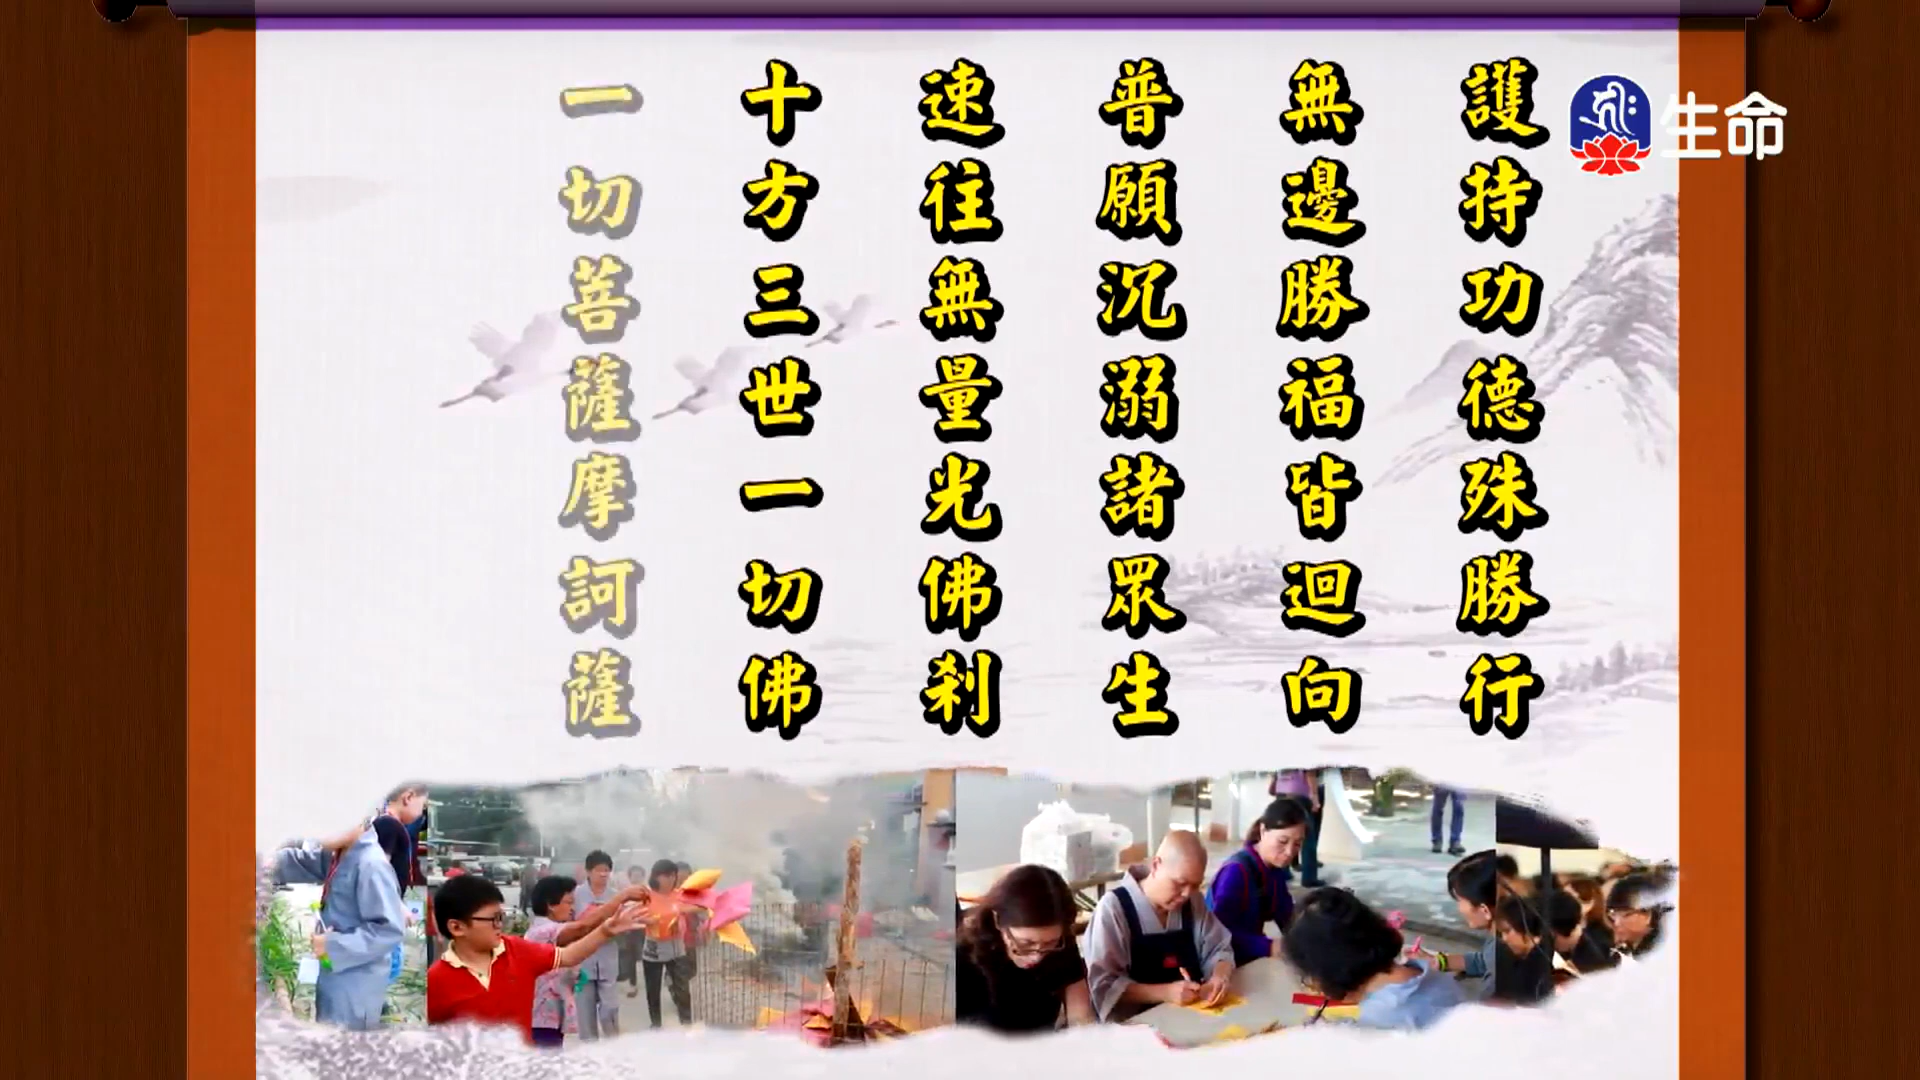 護持功德殊勝行
無邊勝福皆迴向
普願沉溺諸眾生
速往無量光佛剎
十方三世一切佛
一切菩薩摩訶薩
生命